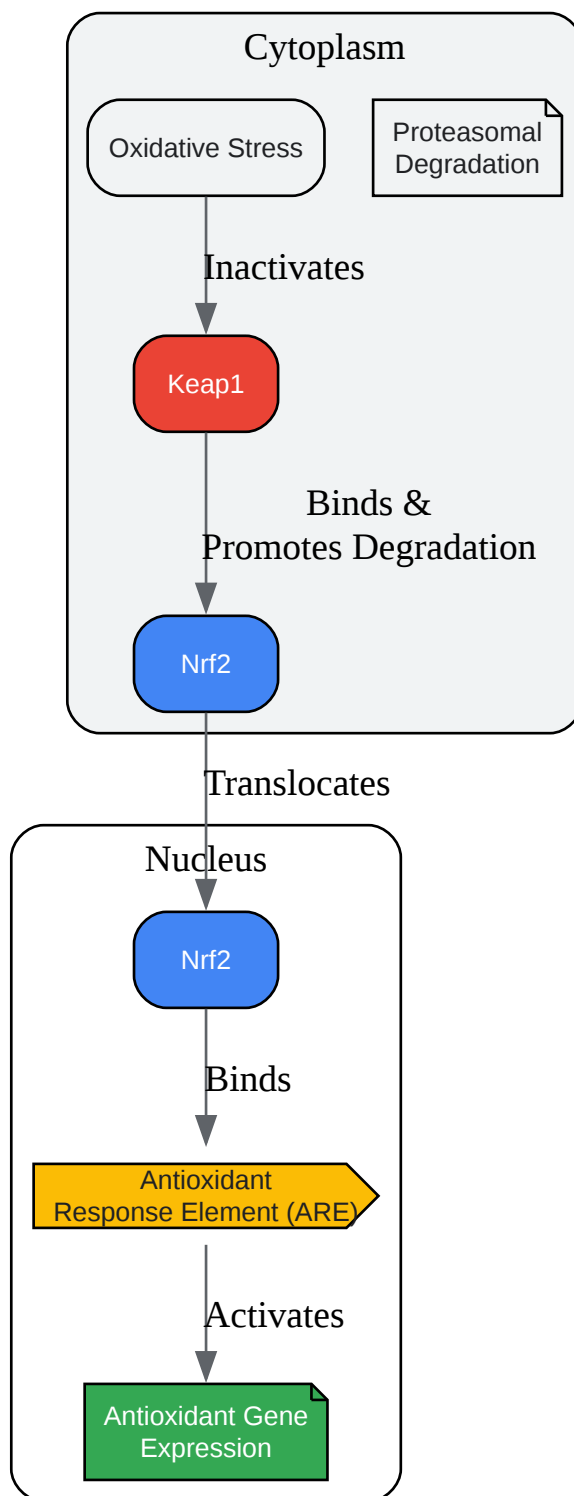 Cytoplasm
Oxidative Stress
Proteasomal
Degradation
Inactivates
Keap1
Binds &
Promotes Degradation
Nrf2
Translocates
Nucleus
Nrf2
Binds
Antioxidant
Response Element (ARE)
Activates
Antioxidant Gene
Expression